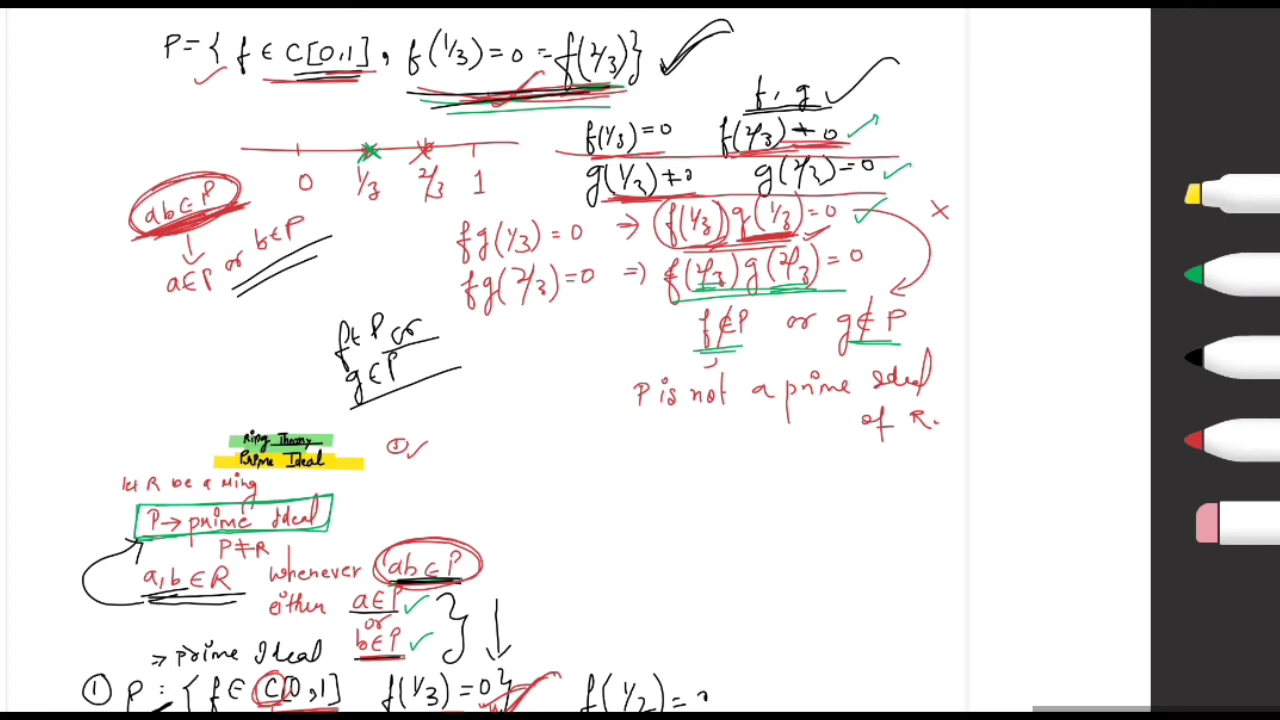 P = { f ∈ C[0,1], f(1/3) = 0 = f(2/3)}
f, g
f(1/3) = 0 f(2/3) ≠ 0
g(1/3) ≠ 0 g(2/3) = 0
0 1/3 2/3 1
ab ∈ P
a ∈ P or b ∈ P
fg(1/3) = 0 ⇒ f(1/3) g(1/3) = 0 ×
fg(2/3) = 0 ⇒ f(2/3) g(2/3) = 0
f ∉ P or g ∉ P
f ∈ P or
g ∈ P
P is not a prime Ideal
of R.
Ring Theory
Prime Ideal
let R be a ring
P → prime Ideal
P ≠ R
a, b ∈ R whenever ab ∈ P
either a ∈ P
or
b ∈ P
⇒ prime Ideal
① P : { f ∈ C[0,1] f(1/3) = 0} f(1/2) =